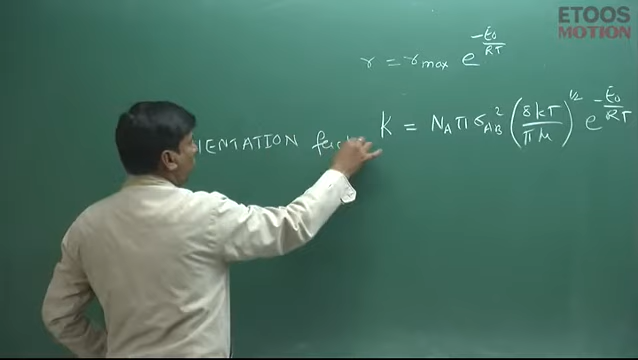 ETOOS
MOTION
r = r_max e^(-E₀/RT)
IENTATION
K = N_A π σ_AB² (8kT/πμ)^(1/2) e^(-E₀/RT)